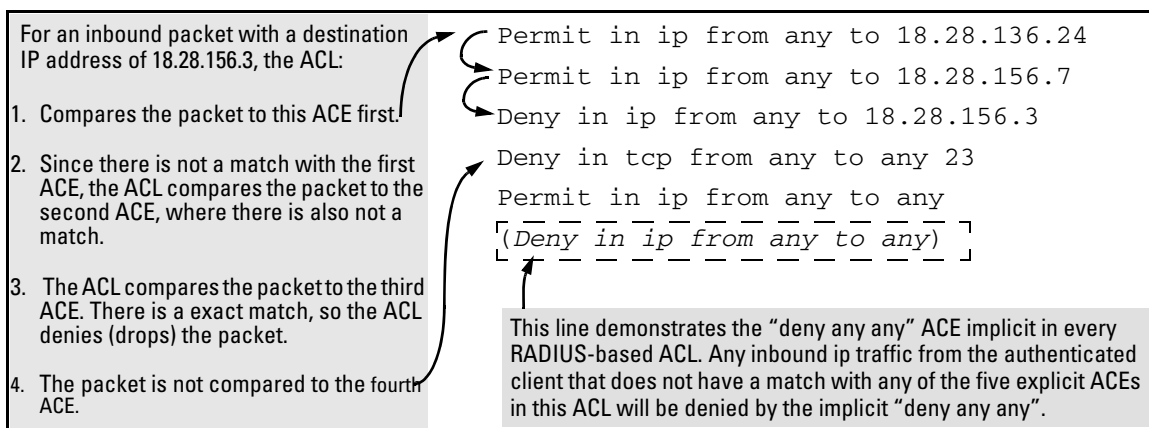 For an inbound packet with a destination
IP address of 18.28.156.3, the ACL:
1. Compares the packet to this ACE first.
2. Since there is not a match with the first
ACE, the ACL compares the packet to the
second ACE, where there is also not a
match.
3. The ACL compares the packet to the third
ACE. There is a exact match, so the ACL
denies (drops) the packet.
4. The packet is not compared to the fourth
ACE.
Permit in ip from any to 18.28.136.24
Permit in ip from any to 18.28.156.7
Deny in ip from any to 18.28.156.3
Deny in tcp from any to any 23
Permit in ip from any to any
(Deny in ip from any to any)
This line demonstrates the “deny any any” ACE implicit in every
RADIUS-based ACL. Any inbound ip traffic from the authenticated
client that does not have a match with any of the five explicit ACEs
in this ACL will be denied by the implicit “deny any any”.